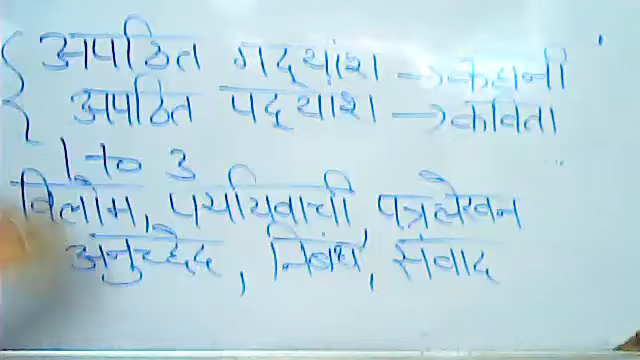 अपठित गद्यांश → कहानी
अपठित पद्यांश → कविता
1 to 3
विलोम, पर्यायवाची, पत्रलेखन
अनुच्छेद, निबंध, संवाद